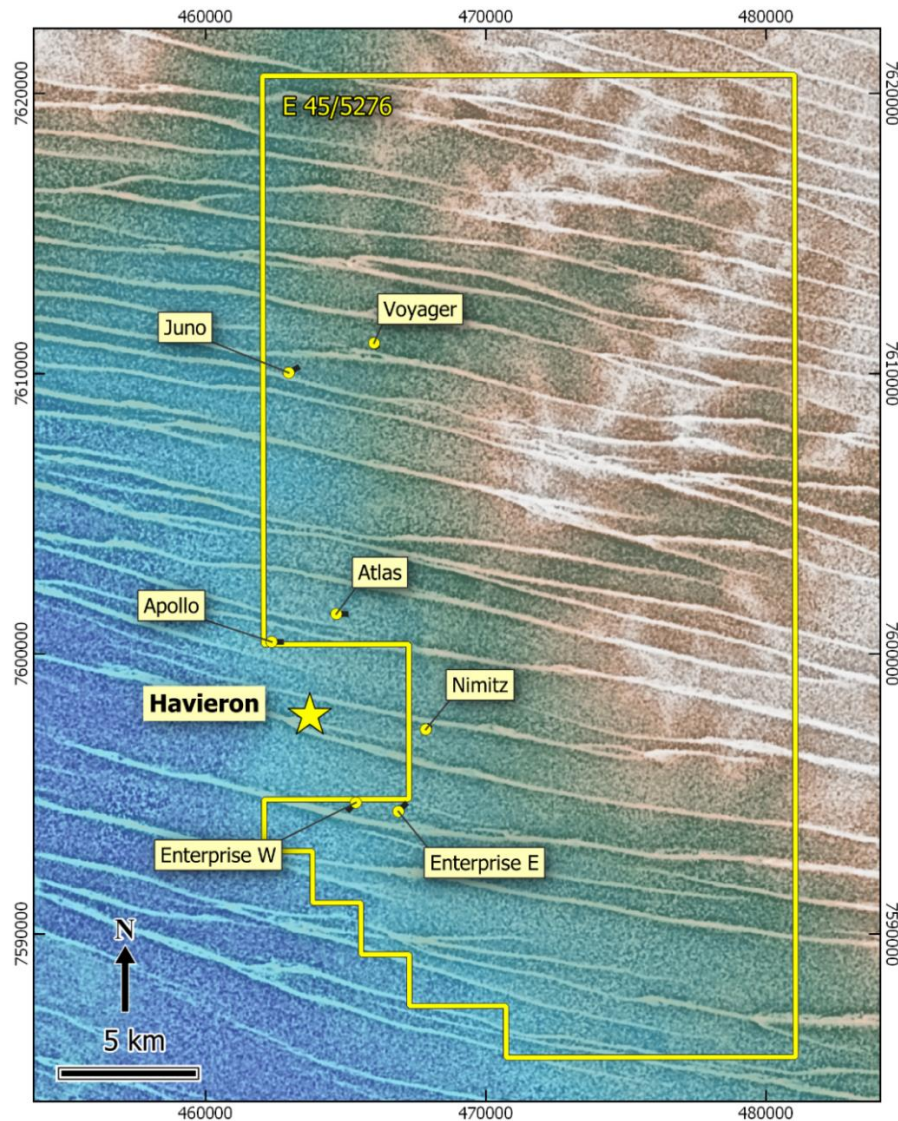 460000 470000 480000
7620000 7620000
E 45/5276
Voyager
Juno
7610000 7610000
Atlas
Apollo
7600000 7600000
Nimitz
Havieron
Enterprise W
Enterprise E
7590000 7590000
N
5 km
460000 470000 480000